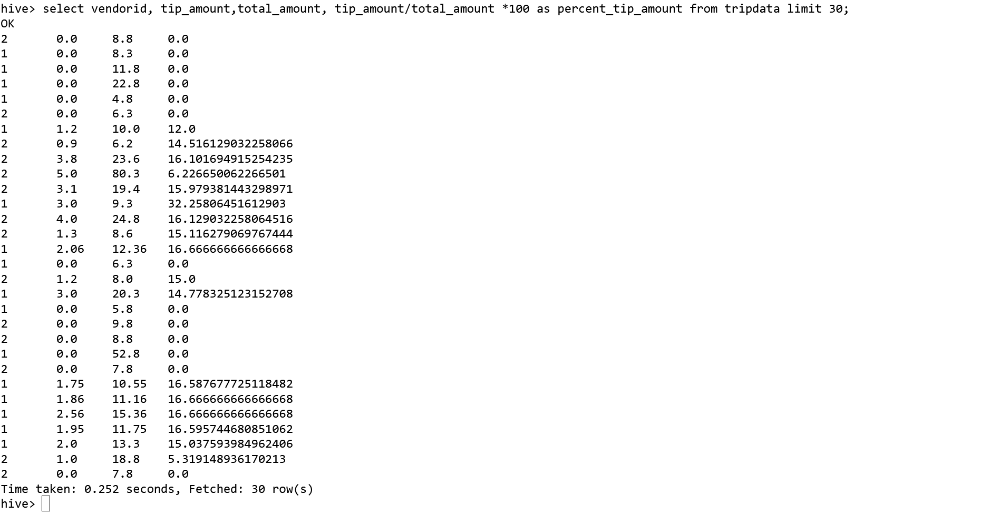 hive> select vendorid, tip_amount,total_amount, tip_amount/total_amount *100 as percent_tip_amount from tripdata limit 30;
OK
2	0.0	8.8	0.0
1	0.0	8.3	0.0
1	0.0	11.8	0.0
1	0.0	22.8	0.0
1	0.0	4.8	0.0
2	0.0	6.3	0.0
1	1.2	10.0	12.0
2	0.9	6.2	14.516129032258066
2	3.8	23.6	16.101694915254235
2	5.0	80.3	6.226650062266501
2	3.1	19.4	15.979381443298971
1	3.0	9.3	32.25806451612903
2	4.0	24.8	16.129032258064516
2	1.3	8.6	15.116279069767444
1	2.06	12.36	16.666666666666668
1	0.0	6.3	0.0
2	1.2	8.0	15.0
1	3.0	20.3	14.778325123152708
1	0.0	5.8	0.0
2	0.0	9.8	0.0
2	0.0	8.8	0.0
1	0.0	52.8	0.0
2	0.0	7.8	0.0
1	1.75	10.55	16.587677725118482
1	1.86	11.16	16.666666666666668
1	2.56	15.36	16.666666666666668
1	1.95	11.75	16.595744680851062
1	2.0	13.3	15.037593984962406
2	1.0	18.8	5.319148936170213
2	0.0	7.8	0.0
Time taken: 0.252 seconds, Fetched: 30 row(s)
hive>